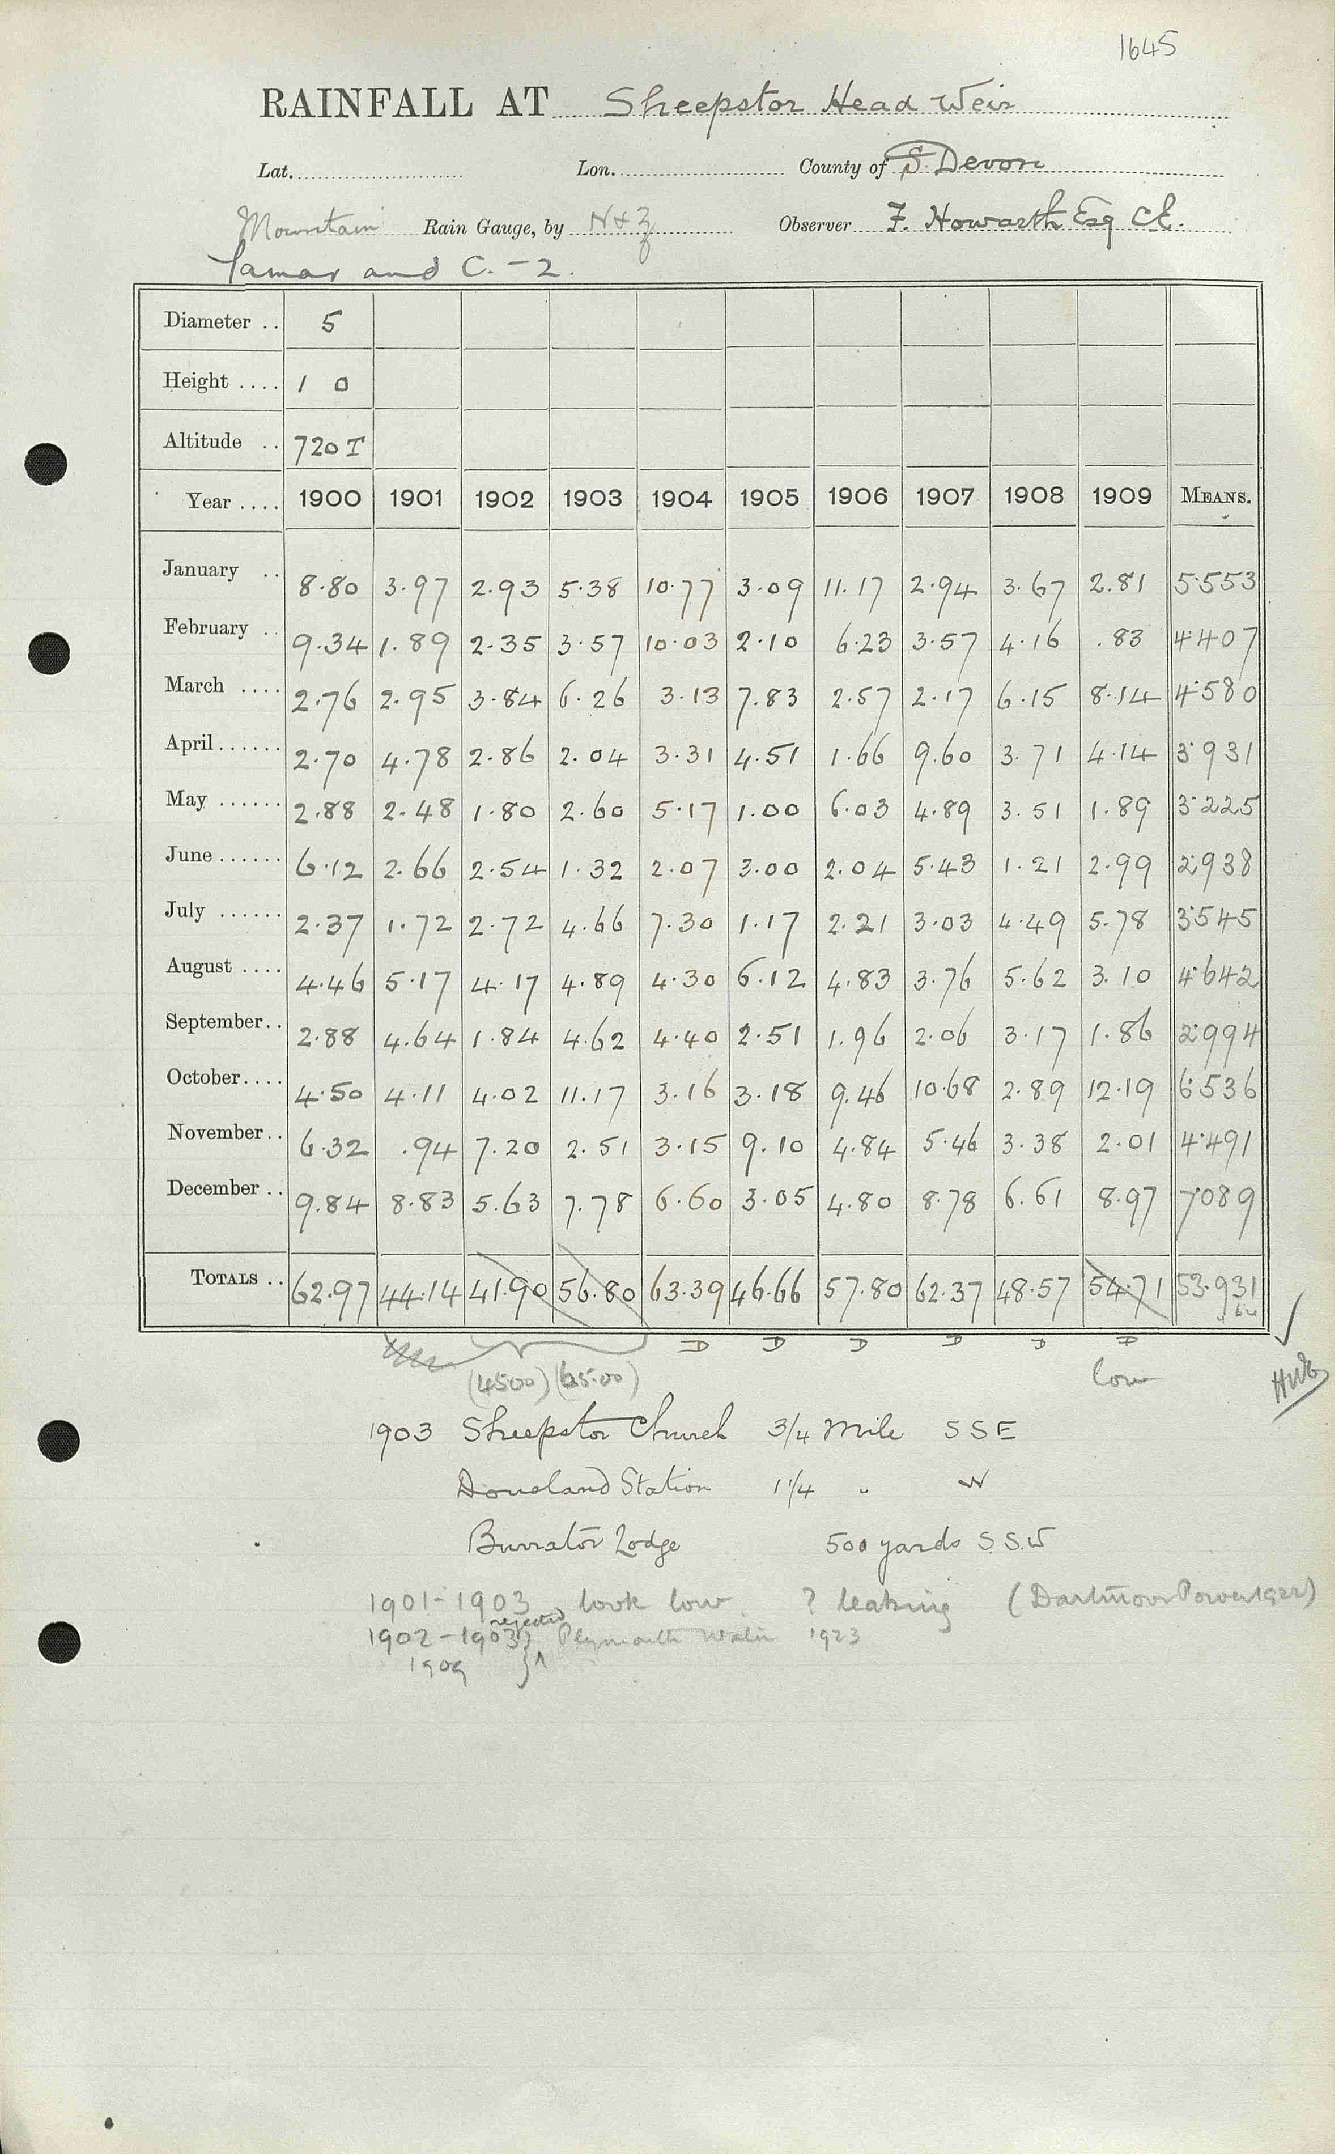 1645
RAINFALL AT Sheepstor Head Weir
Lat. Lon. County of S. Devon
Mountain Rain Gauge, by N & Z Observer F. Howarth Esq C.E.
Tamar and C. - 2.
Diameter .. 5
Height .... 1 0
Altitude .. 720 T
Year .... 1900 1901 1902 1903 1904 1905 1906 1907 1908 1909 MEANS.
January .. 8.80 3.97 2.93 5.38 10.77 3.09 11.17 2.94 3.67 2.81 5.553
February .. 9.34 1.89 2.35 3.57 10.03 2.10 6.23 3.57 4.16 .83 4.407
March .... 2.76 2.95 3.84 6.26 3.13 7.83 2.57 2.17 6.15 8.14 4.580
April ...... 2.70 4.78 2.86 2.04 3.31 4.51 1.66 9.60 3.71 4.14 3.931
May ...... 2.88 2.48 1.80 2.60 5.17 1.00 6.03 4.89 3.51 1.89 3.225
June ...... 6.12 2.66 2.54 1.32 2.07 3.00 2.04 5.43 1.21 2.99 2.938
July ...... 2.37 1.72 2.72 4.66 7.30 1.17 2.21 3.03 4.49 5.78 3.545
August .... 4.46 5.17 4.17 4.89 4.30 6.12 4.83 3.76 5.62 3.10 4.642
September .. 2.88 4.64 1.84 4.62 4.40 2.51 1.96 2.06 3.17 1.86 2.994
October .... 4.50 4.11 4.02 11.17 3.16 3.18 9.46 10.68 2.89 12.19 6.536
November .. 6.32 .94 7.20 2.51 3.15 9.10 4.84 5.46 3.38 2.01 4.491
December .. 9.84 8.83 5.63 7.78 6.60 3.05 4.80 8.78 6.61 8.97 7.089
TOTALS .. 62.97 44.14 41.90 56.80 63.39 46.66 57.80 62.37 48.57 54.71 53.931
D D D D D D
(45.00) (65.00) low
1903 Sheepstor Church 3/4 Mile S S E
Dousland Station 1 1/4 " W
Burrator Lodge 500 yards S.S.W
1901-1903 look low. ? leaking (Dartmoor Power 1922)
1902-1903 rejected Plymouth Water 1923
1909